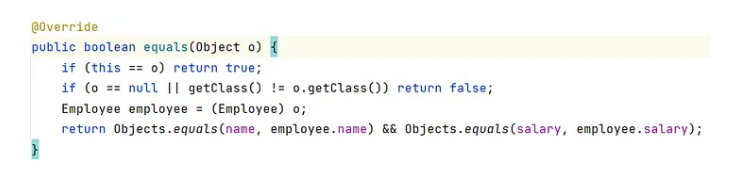 @Override
public boolean equals(Object o) {
if (this == o) return true;
if (o == null || getClass() != o.getClass()) return false;
Employee employee = (Employee) o;
return Objects.equals(name, employee.name) && Objects.equals(salary, employee.salary);
}